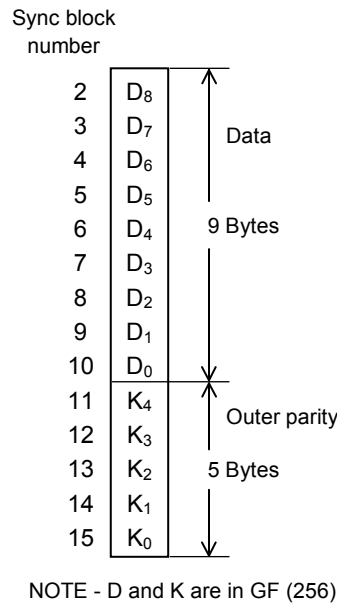 Sync block
number
2 D₈
3 D₇
Data
4 D₆
5 D₅
6 D₄ 9 Bytes
7 D₃
8 D₂
9 D₁
10 D₀
11 K₄
Outer parity
12 K₃
13 K₂ 5 Bytes
14 K₁
15 K₀
NOTE - D and K are in GF (256)